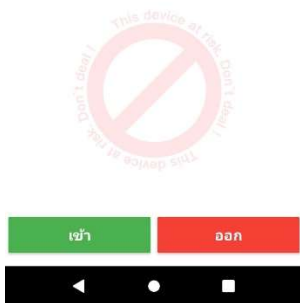 This device at risk. Don't deal !
This device at risk. Don't deal !
เข้า
ออก